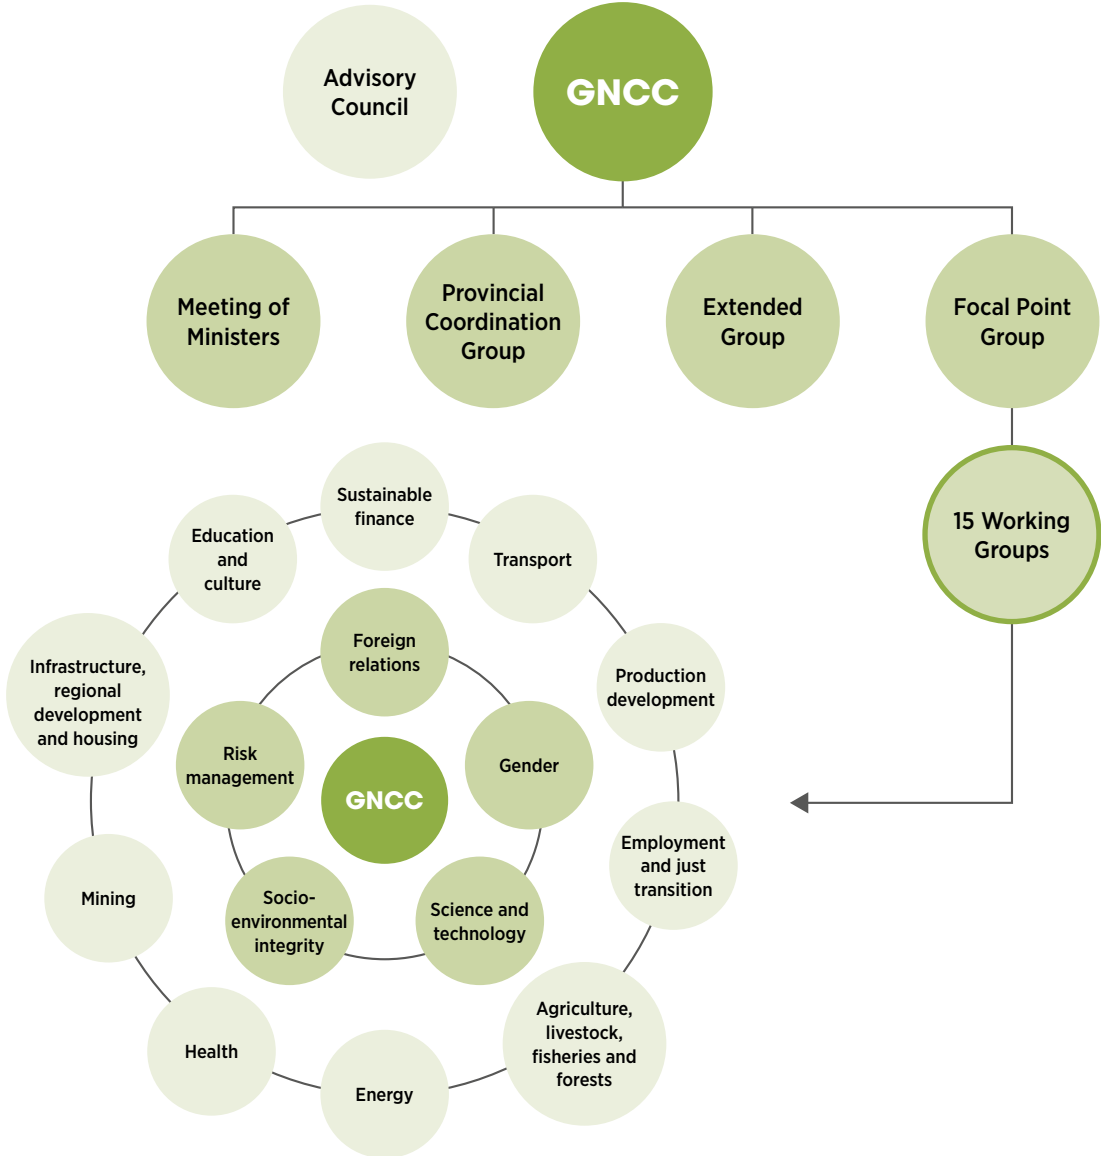 Advisory
Council
GNCC
Meeting of
Ministers
Provincial
Coordination
Group
Extended
Group
Focal Point
Group
15 Working
Groups
Sustainable
finance
Education
and
culture
Transport
Infrastructure,
regional
development
and housing
Production
development
Foreign
relations
Risk
management
Gender
GNCC
Employment
and just
transition
Mining
Socio-
environmental
integrity
Science and
technology
Agriculture,
livestock,
fisheries and
forests
Health
Energy